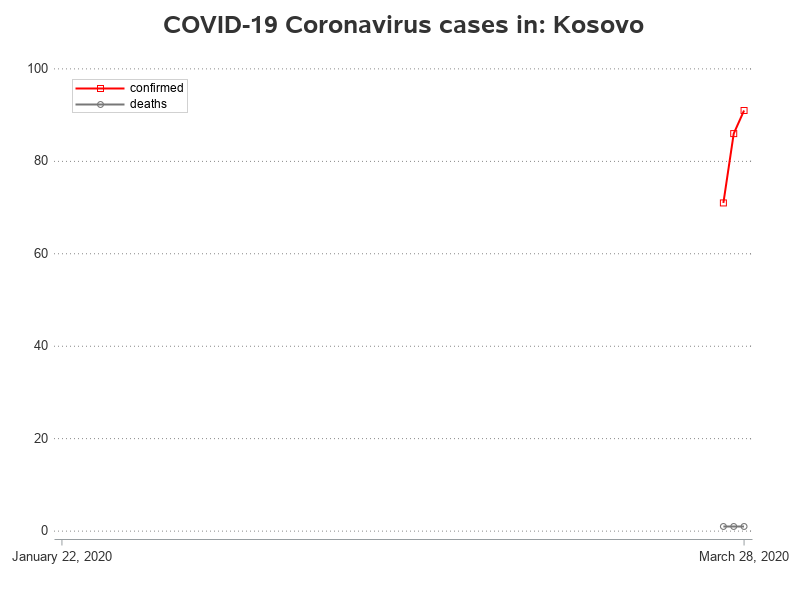 COVID-19 Coronavirus cases in: Kosovo
100
confirmed
deaths
80
60
40
20
0
January 22, 2020
March 28, 2020